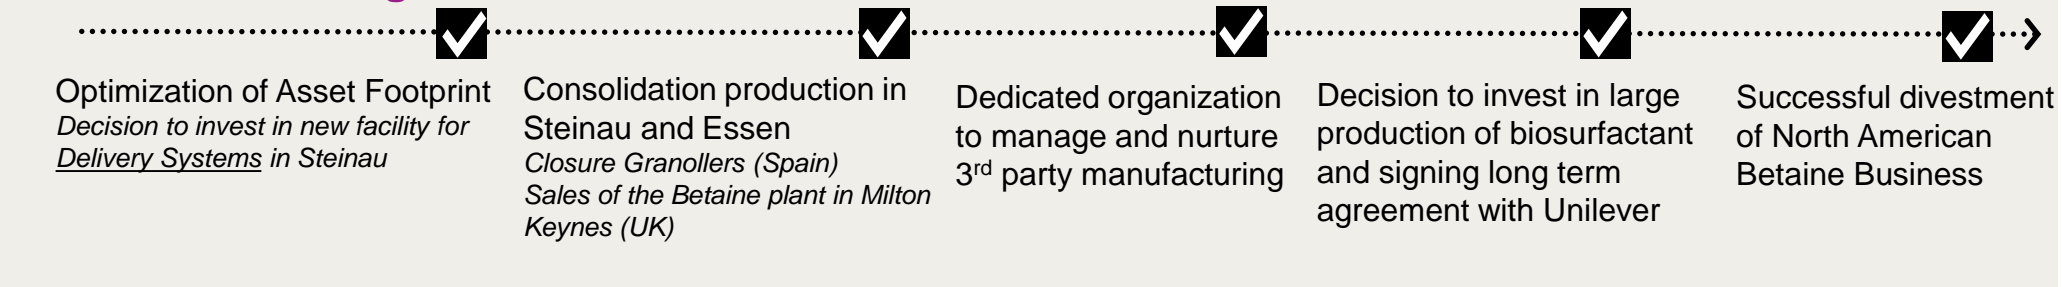 Optimization of Asset Footprint
Decision to invest in new facility for
Delivery Systems in Steinau
Consolidation production in
Steinau and Essen
Closure Granollers (Spain)
Sales of the Betaine plant in Milton
Keynes (UK)
Dedicated organization
to manage and nurture
3rd party manufacturing
Decision to invest in large
production of biosurfactant
and signing long term
agreement with Unilever
Successful divestment
of North American
Betaine Business